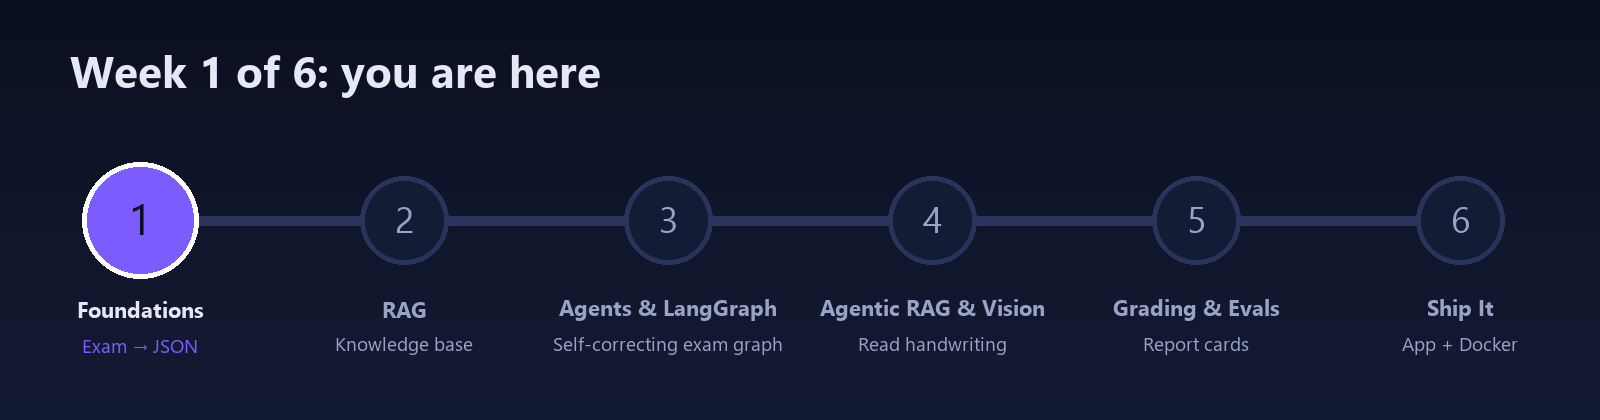 Week 1 of 6: you are here
1
2
3
4
5
6
Foundations
RAG
Agents & LangGraph
Agentic RAG & Vision
Grading & Evals
Ship It
Exam → JSON
Knowledge base
Self-correcting exam graph
Read handwriting
Report cards
App + Docker